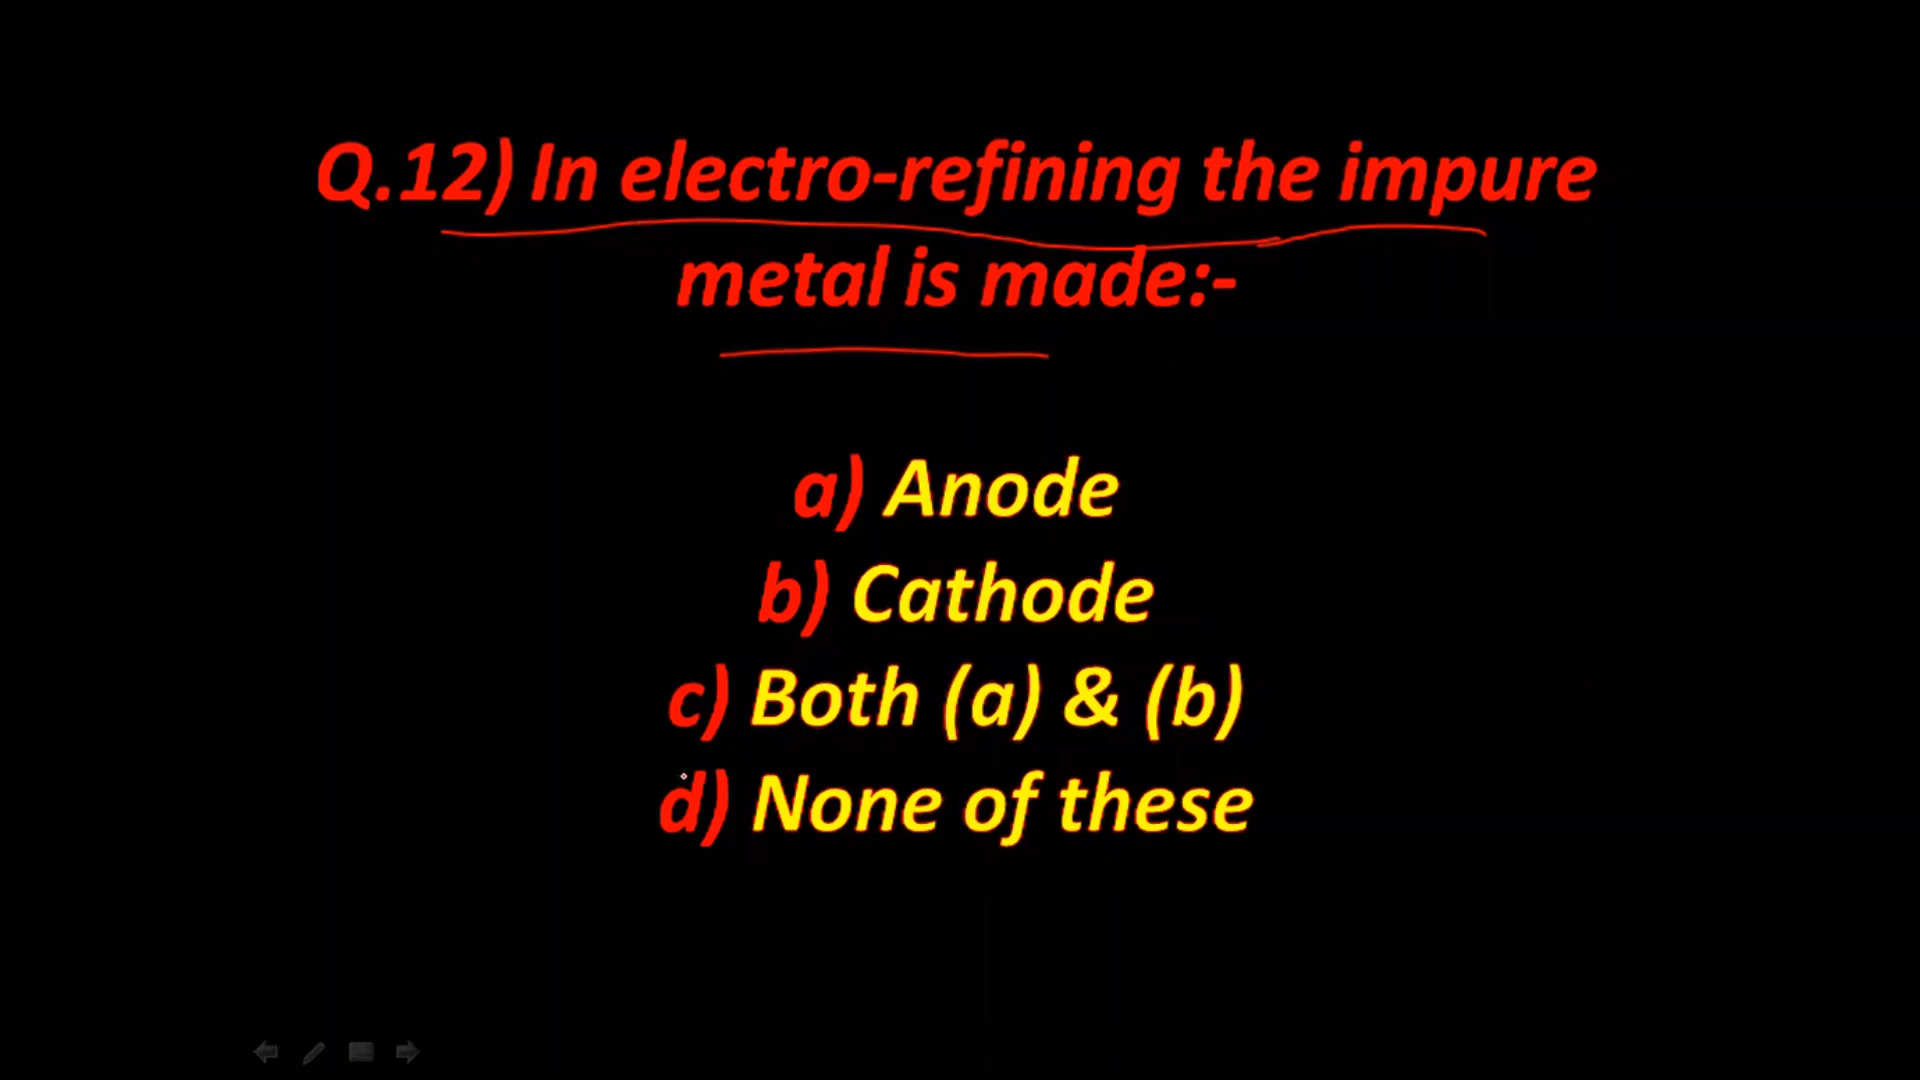 Q.12) In electro-refining the impure
metal is made:-
a) Anode
b) Cathode
c) Both (a) & (b)
d) None of these